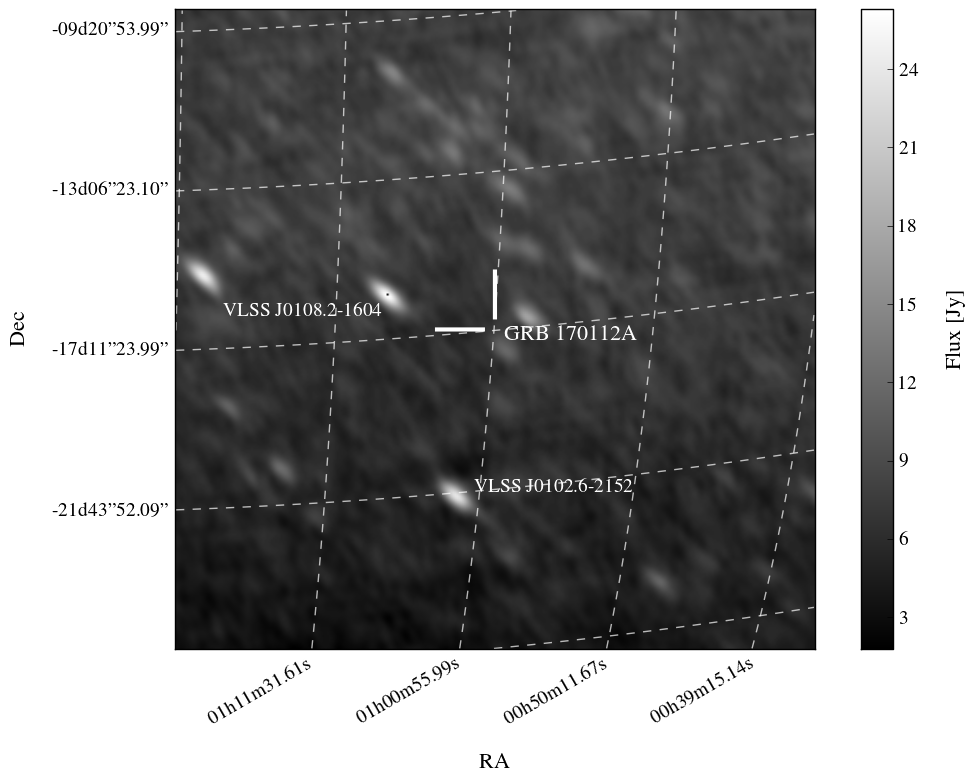 -09d20”53.99”
-13d06”23.10”
-17d11”23.99”
-21d43”52.09”
Dec
VLSS J0108.2-1604
GRB 170112A
VLSS J0102.6-2152
01h11m31.61s
01h00m55.99s
00h50m11.67s
00h39m15.14s
RA
24
21
18
15
12
9
6
3
Flux [Jy]